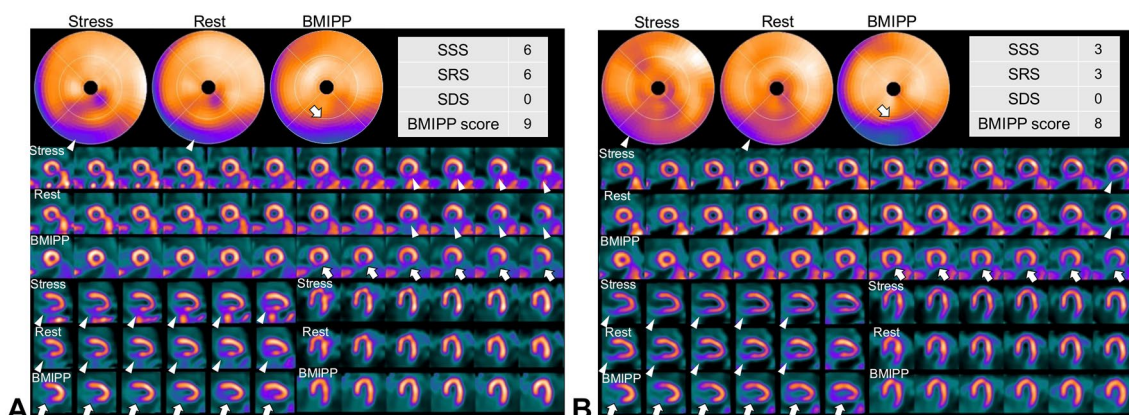 Stress Rest BMIPP
SSS 6
SRS 6
SDS 0
BMIPP score 9
Stress
Rest
BMIPP
Stress
Rest
BMIPP
Stress
Rest
BMIPP
A
Stress Rest BMIPP
SSS 3
SRS 3
SDS 0
BMIPP score 8
Stress
Rest
BMIPP
Stress
Rest
BMIPP
Stress
Rest
BMIPP
B